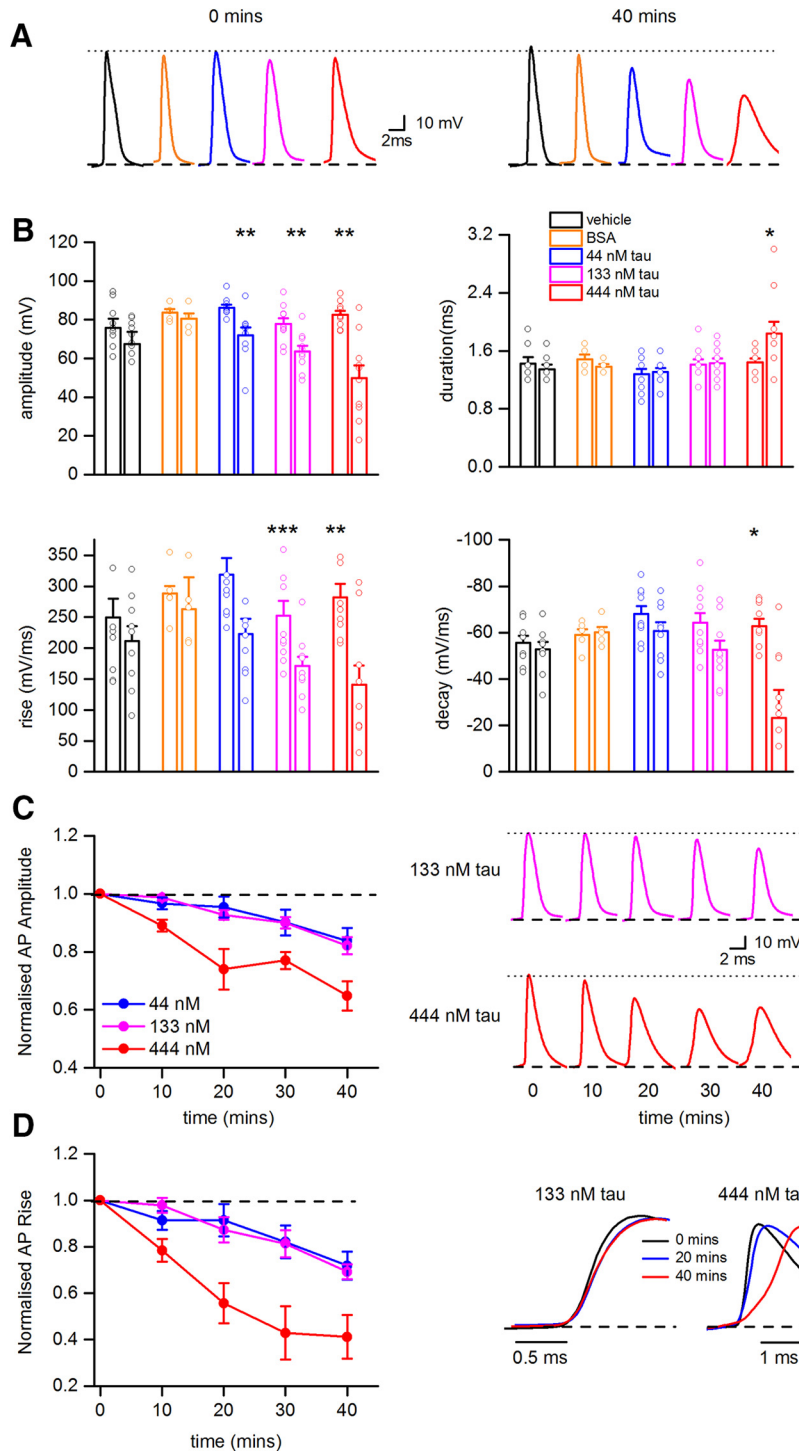 A
0 mins
40 mins
2ms
10 mV
B
** ** **
120
100
80
60
40
20
0
amplitude (mV)
vehicle
BSA
44 nM tau
133 nM tau
444 nM tau
*
3.2
2.4
1.6
0.8
0.0
duration(ms)
*** **
350
300
250
200
150
100
50
0
rise (mV/ms)
*
-100
-80
-60
-40
-20
0
decay (mV/ms)
C
1.2
1.0
0.8
0.6
0.4
Normalised AP Amplitude
44 nM
133 nM
444 nM
0 10 20 30 40
time (mins)
133 nM tau
10 mV
2 ms
444 nM tau
0 10 20 30 40
time (mins)
D
1.2
1.0
0.8
0.6
0.4
0.2
Normalised AP Rise
0 10 20 30 40
time (mins)
133 nM tau
444 nM ta
0 mins
20 mins
40 mins
0.5 ms
1 ms